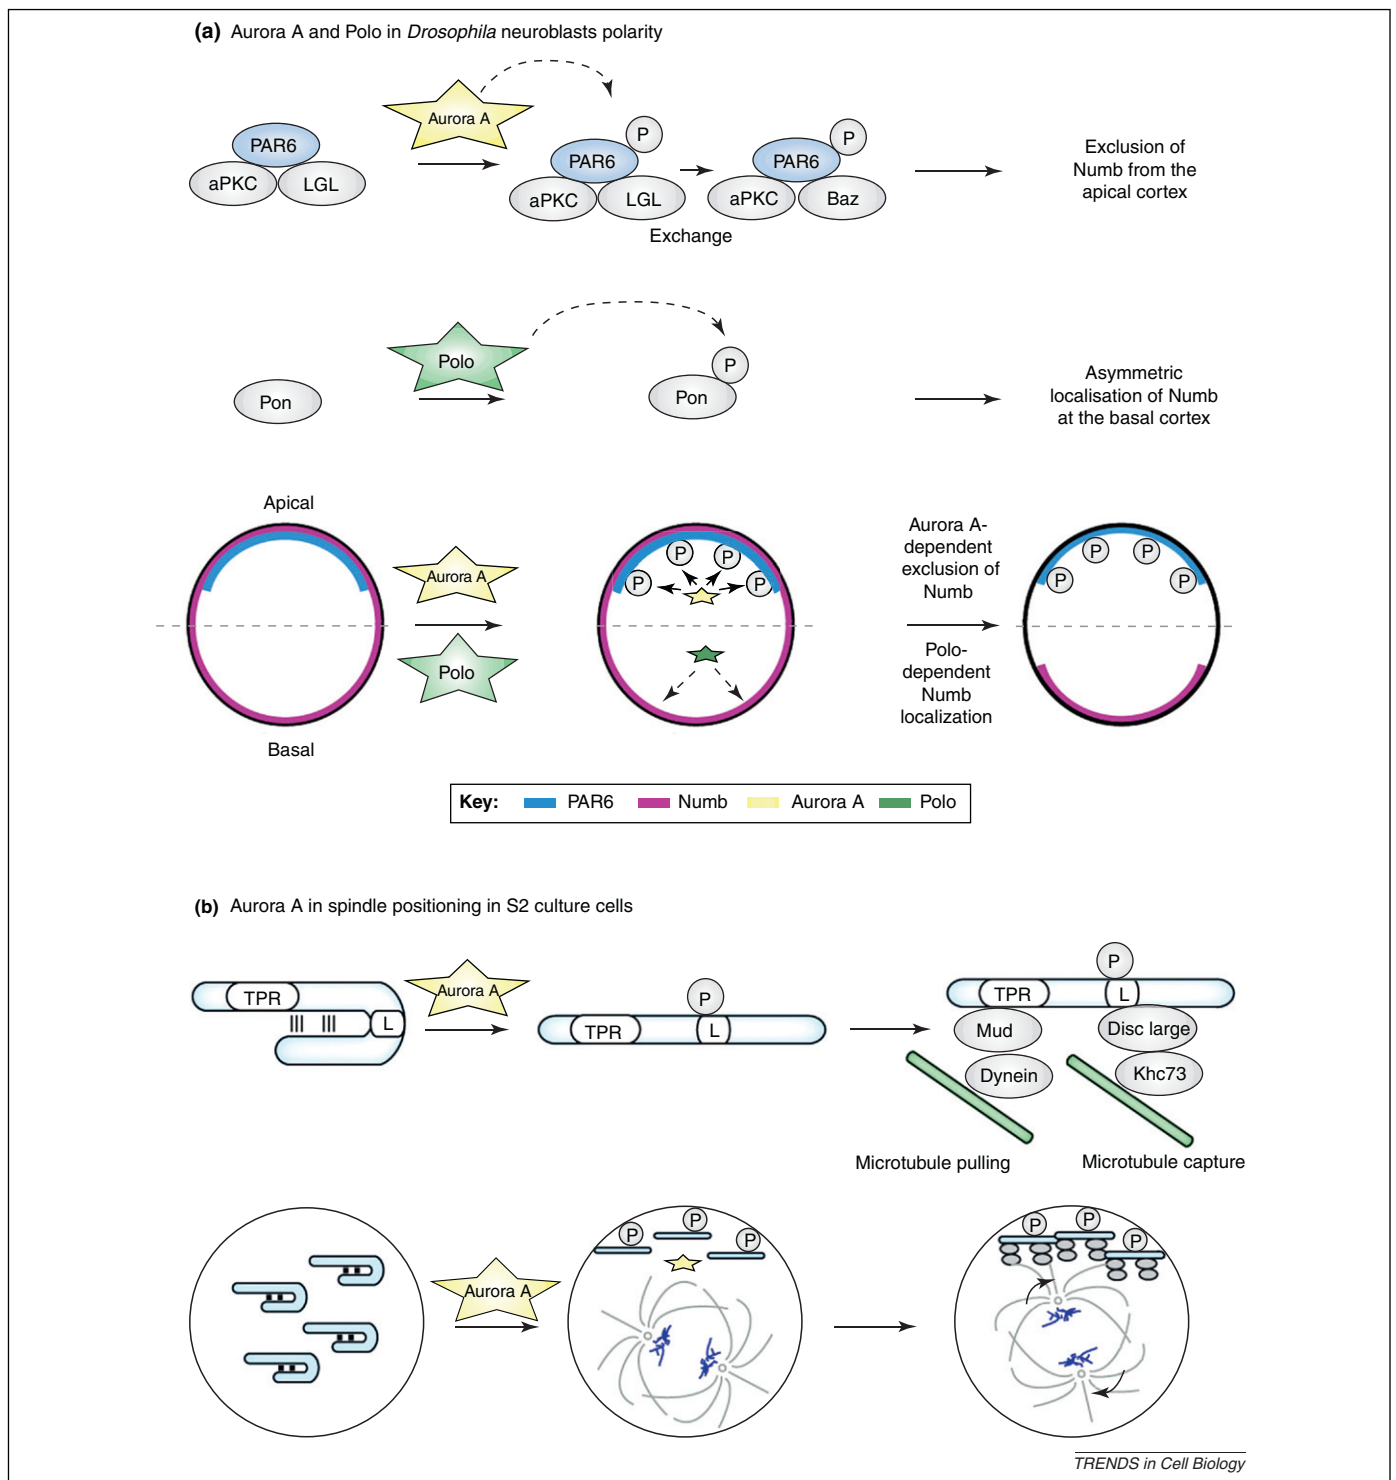 (a) Aurora A and Polo in Drosophila neuroblasts polarity
Aurora A
P
P
PAR6
PAR6
PAR6
aPKC
LGL
aPKC
LGL
aPKC
Baz
Exchange
Exclusion of
Numb from the
apical cortex
Polo
P
Pon
Pon
Asymmetric
localisation of Numb
at the basal cortex
Apical
Basal
Aurora A
Polo
P
P
P
P
Aurora A-
dependent
exclusion of
Numb
Polo-
dependent
Numb
localization
P
P
P
P
Key: PAR6 Numb Aurora A Polo
(b) Aurora A in spindle positioning in S2 culture cells
TPR
L
Aurora A
P
TPR
L
P
TPR
L
Mud
Disc large
Dynein
Khc73
Microtubule pulling
Microtubule capture
Aurora A
P
P
P
P
P
P
TRENDS in Cell Biology